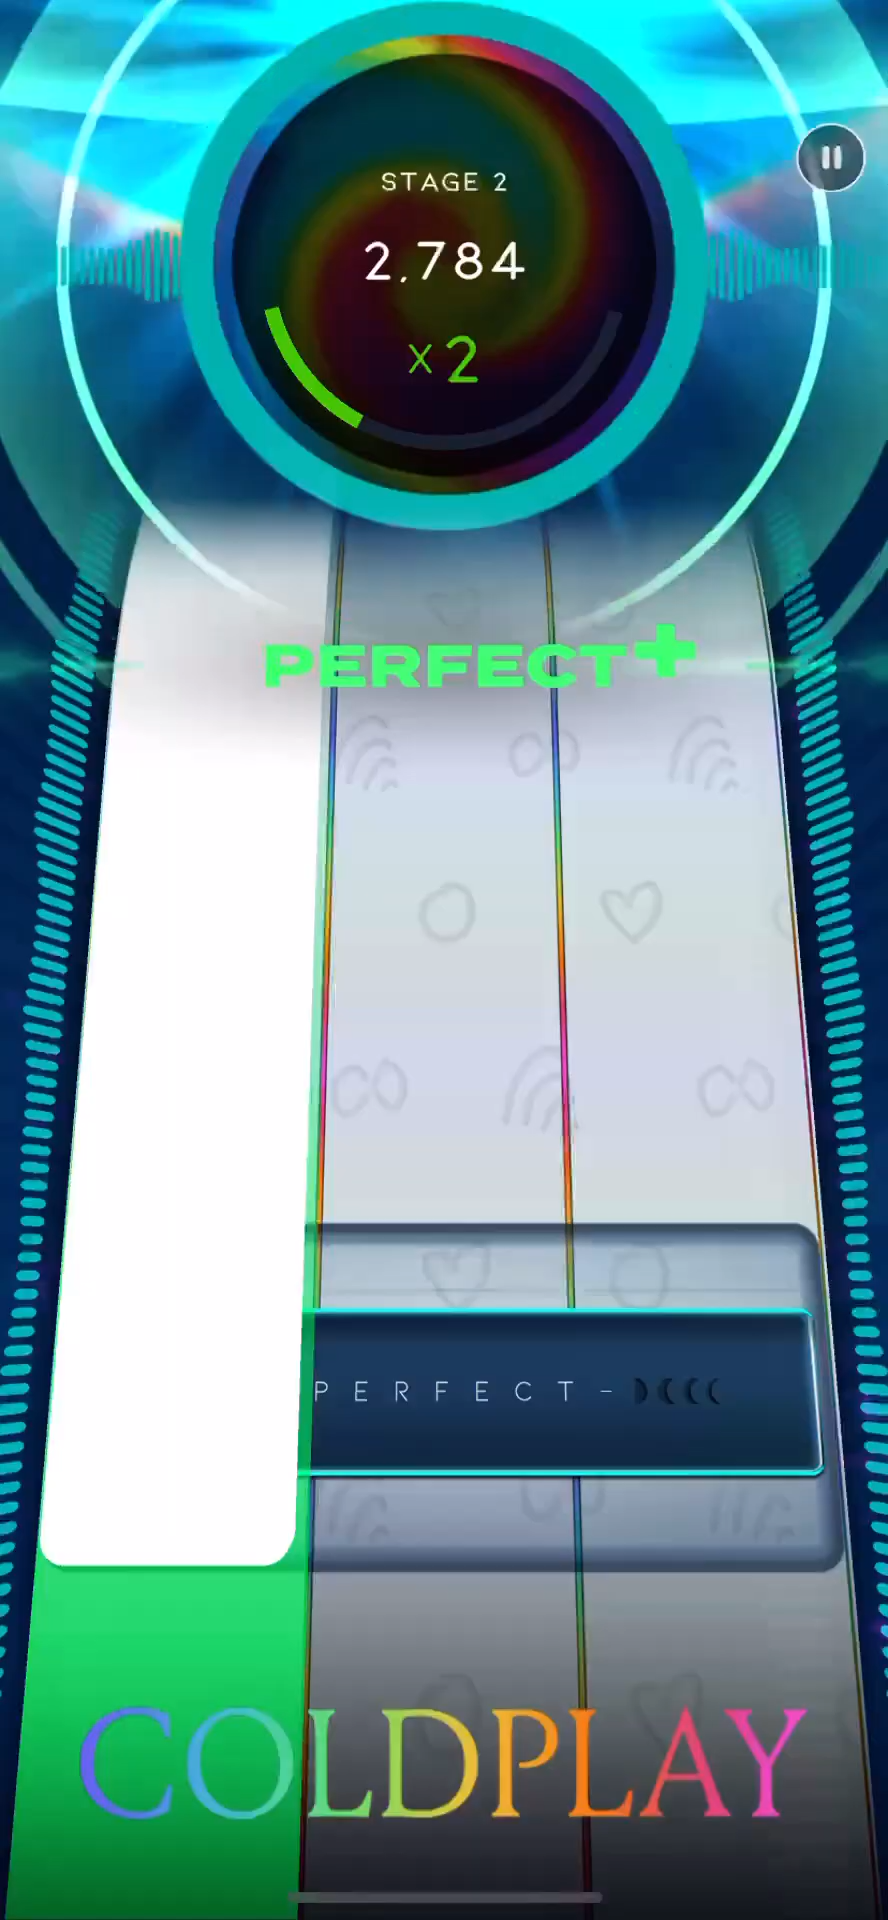 STAGE 2
2,784
x2
PERFECT+
PERFECT-
COLDPLAY